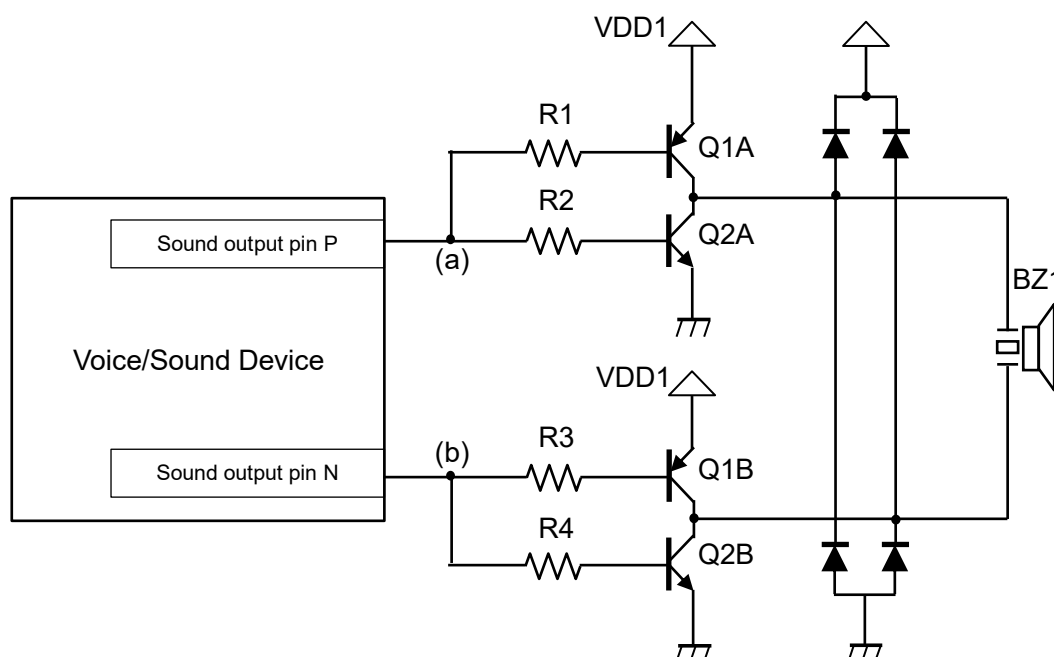 VDD1
R1
Q1A
R2
Sound output pin P
(a)
Q2A
BZ1
Voice/Sound Device
VDD1
(b)
R3
Q1B
Sound output pin N
R4
Q2B